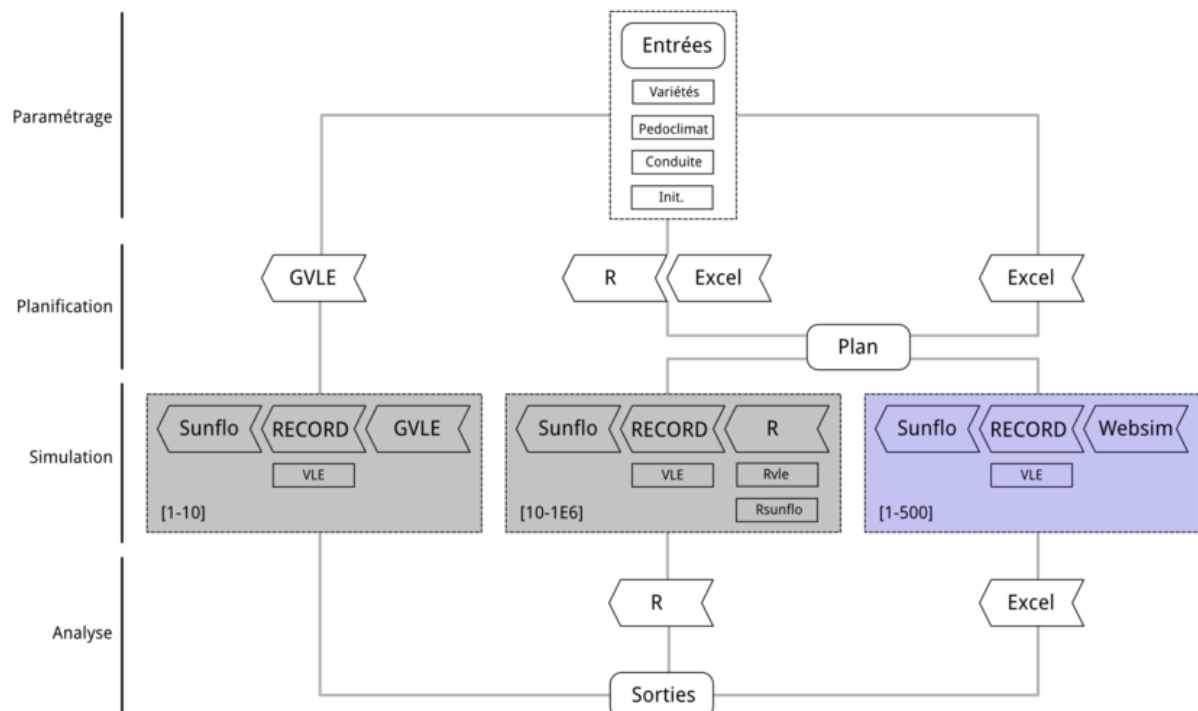 Paramétrage
Entrées
Variétés
Pedoclimat
Conduite
Init.
Planification
GVLE
R
Excel
Excel
Plan
Simulation
Sunflo
RECORD
GVLE
VLE
[1-10]
Sunflo
RECORD
R
VLE
Rvle
Rsunflo
[10-1E6]
Sunflo
RECORD
Websim
VLE
[1-500]
Analyse
R
Excel
Sorties